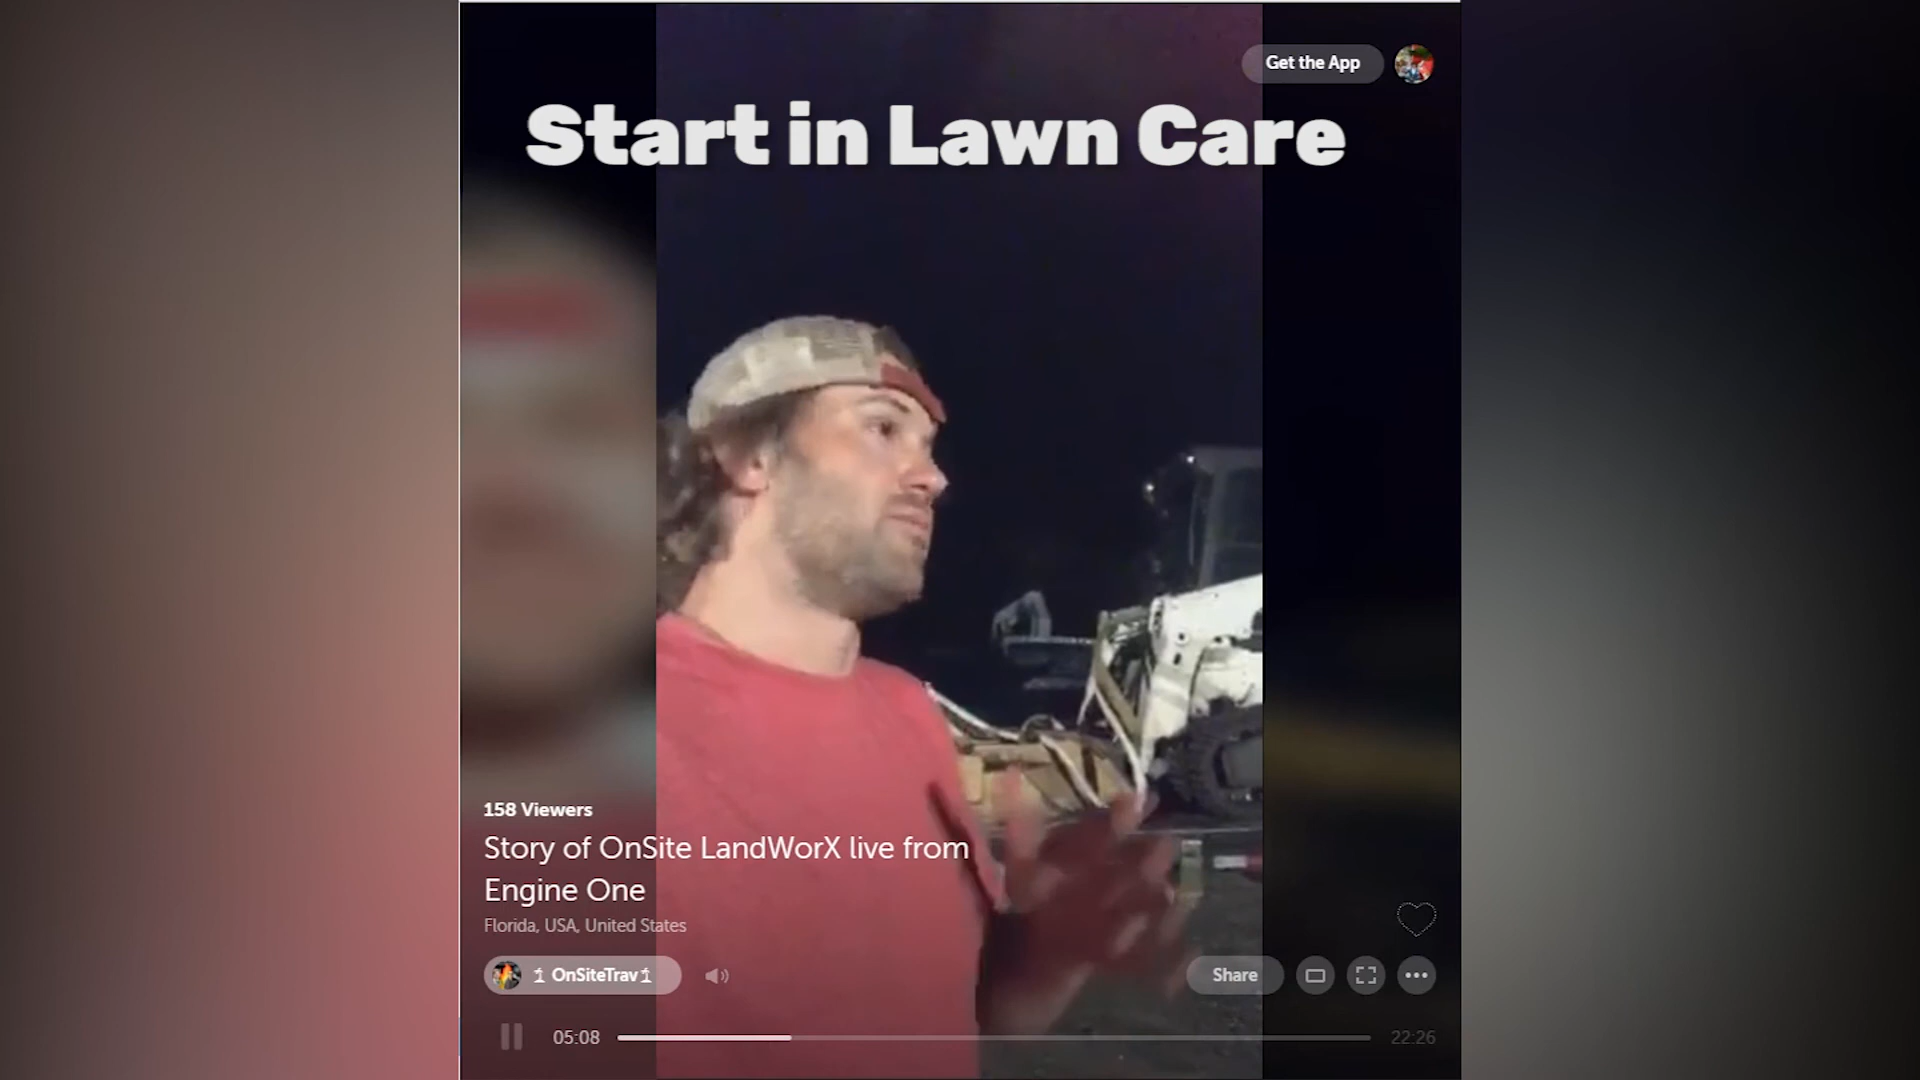 Get the App
Start in Lawn Care
158 Viewers
Story of OnSite LandWorX live from
Engine One
Florida, USA, United States
OnSiteTrav
Share
05:08
22:26